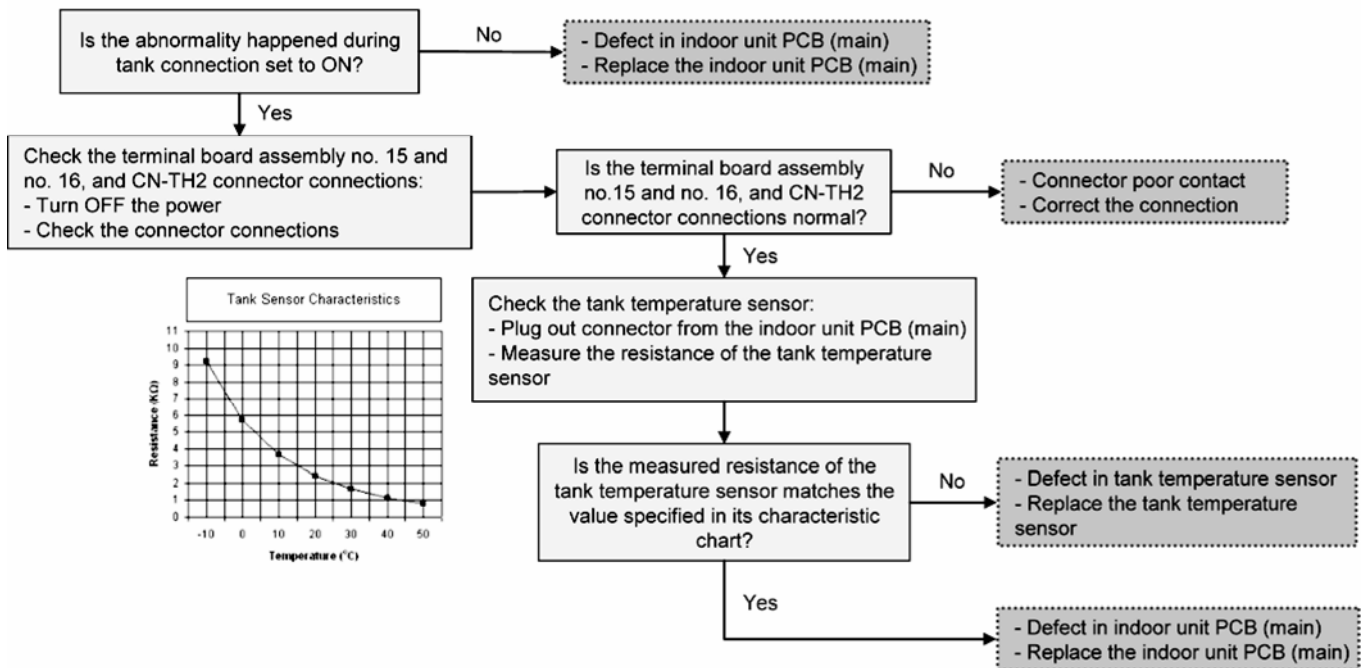 Is the abnormality happened during
tank connection set to ON?
No
- Defect in indoor unit PCB (main)
- Replace the indoor unit PCB (main)
Yes
Check the terminal board assembly no. 15 and
no. 16, and CN-TH2 connector connections:
- Turn OFF the power
- Check the connector connections
Is the terminal board assembly
no.15 and no. 16, and CN-TH2
connector connections normal?
No
- Connector poor contact
- Correct the connection
Yes
Tank Sensor Characteristics
11
10
9
8
7
6
5
4
3
2
1
0
Resistance (KΩ)
-10 0 10 20 30 40 50
Temperature (°C)
Check the tank temperature sensor:
- Plug out connector from the indoor unit PCB (main)
- Measure the resistance of the tank temperature
sensor
Is the measured resistance of the
tank temperature sensor matches the
value specified in its characteristic
chart?
No
- Defect in tank temperature sensor
- Replace the tank temperature
sensor
Yes
- Defect in indoor unit PCB (main)
- Replace the indoor unit PCB (main)